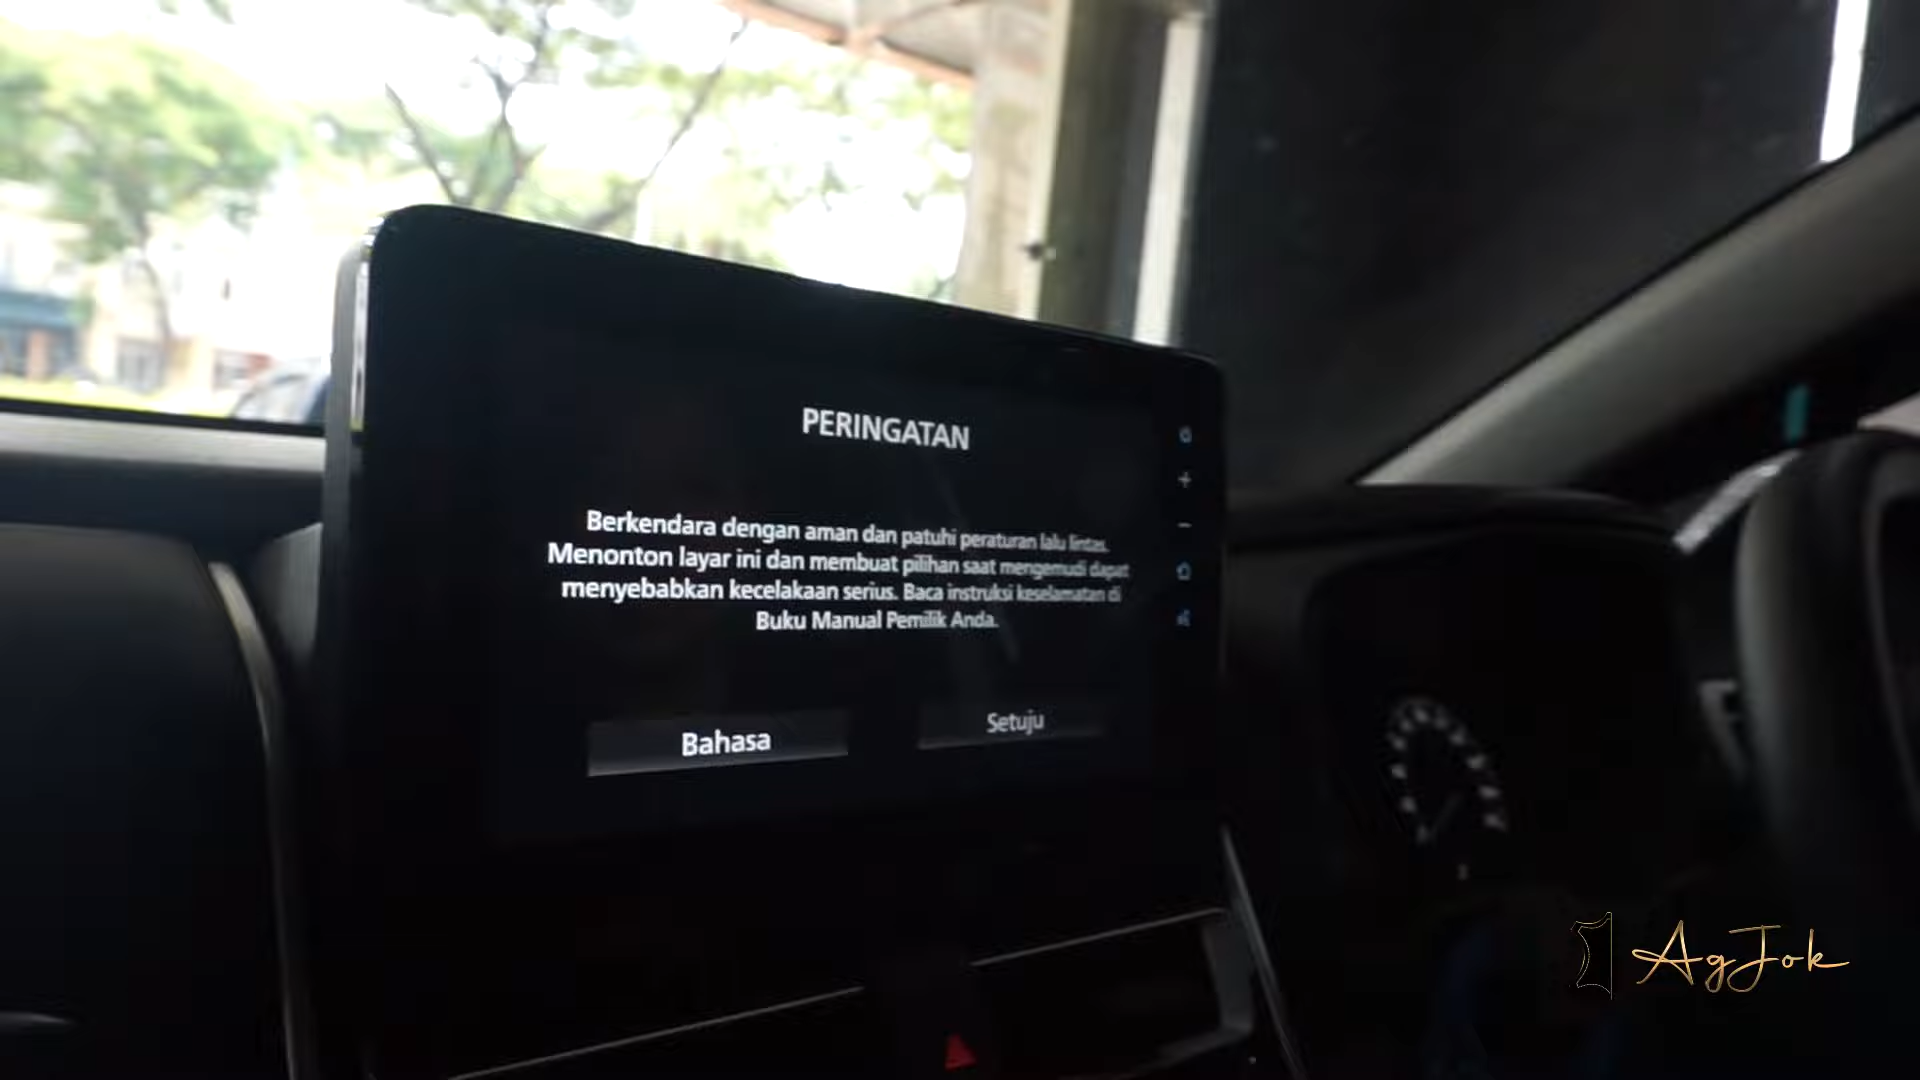 PERINGATAN
Berkendara dengan aman dan patuhi peraturan lalu lintas.
Menonton layar ini dan membuat pilihan saat mengemudi dapat
menyebabkan kecelakaan serius. Baca instruksi keselamatan di
Buku Manual Pemilik Anda.
Bahasa
Setuju
AgJok